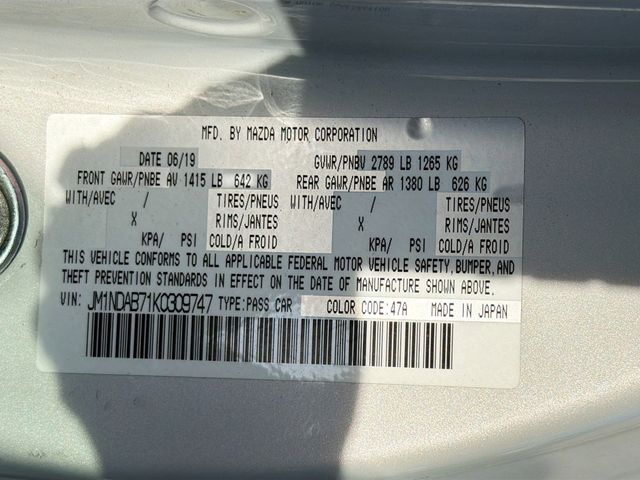 MFD. BY MAZDA MOTOR CORPORATION
DATE 06/19 GVWR/PNBV 2789 LB 1265 KG
FRONT GAWR/PNBE AV 1415 LB 642 KG REAR GAWR/PNBE AR 1380 LB 626 KG
WITH/AVEC / TIRES/PNEUS WITH/AVEC / TIRES/PNEUS
X RIMS/JANTES X RIMS/JANTES
KPA/ PSI COLD/A FROID KPA/ PSI COLD/A FROID
THIS VEHICLE CONFORMS TO ALL APPLICABLE FEDERAL MOTOR VEHICLE SAFETY, BUMPER, AND
THEFT PREVENTION STANDARDS IN EFFECT ON THE DATE OF MANUFACTURE SHOWN ABOVE.
VIN: JM1NDAB71K0309747 TYPE:PASS CAR COLOR CODE:47A MADE IN JAPAN